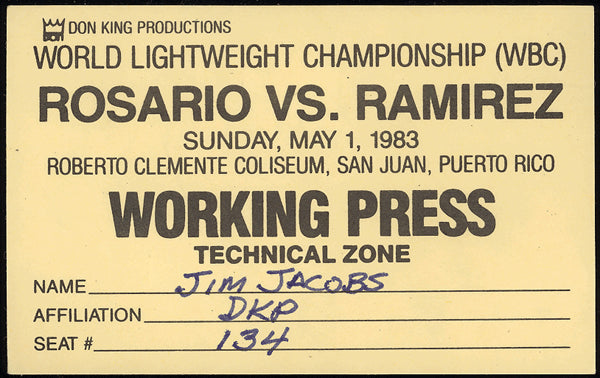 DON KING PRODUCTIONS
WORLD LIGHTWEIGHT CHAMPIONSHIP (WBC)
ROSARIO VS. RAMIREZ
SUNDAY, MAY 1, 1983
ROBERTO CLEMENTE COLISEUM, SAN JUAN, PUERTO RICO
WORKING PRESS
TECHNICAL ZONE
NAME JIM JACOBS
AFFILIATION DKP
SEAT # 134